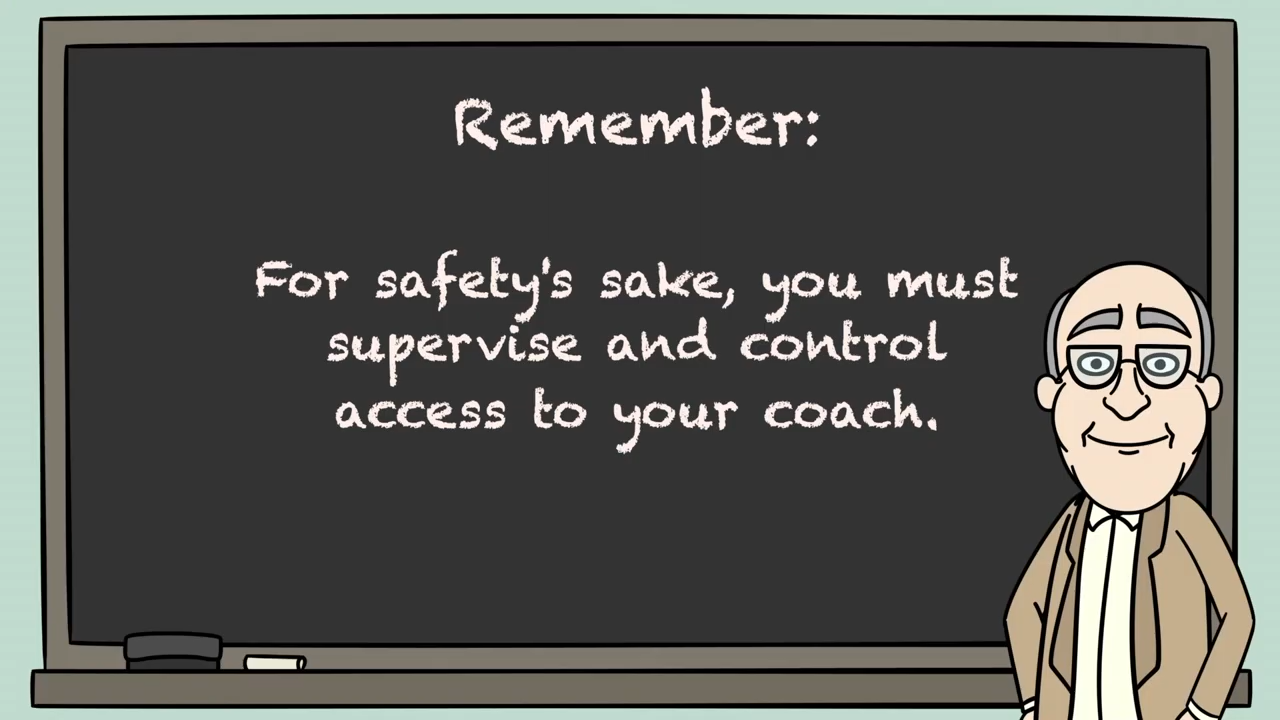 Remember:
For safety's sake, you must
supervise and control
access to your coach.